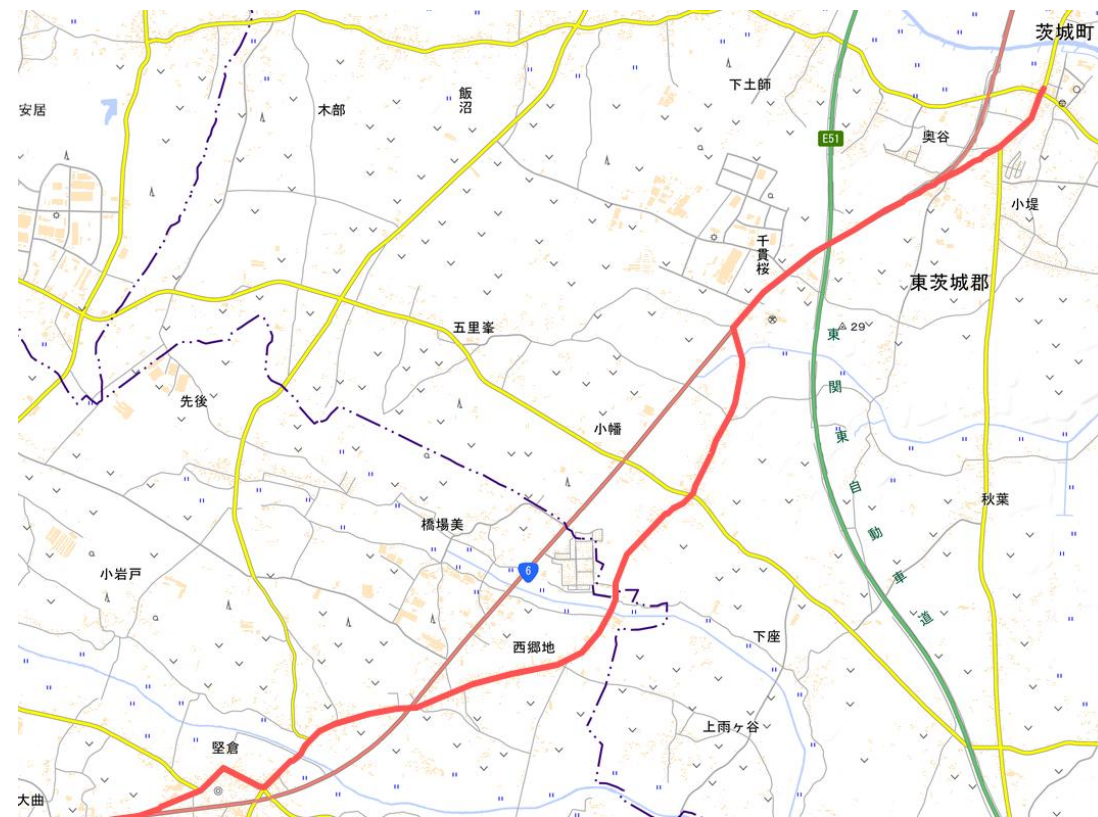 茨城町
安居
木部
飯沼
下土師
E51
奥谷
小堤
千貫桜
東茨城郡
五里峯
29
東関東自動車道
先後
小幡
秋葉
橋場美
小岩戸
6
西郷地
下座
上雨ヶ谷
堅倉
大曲